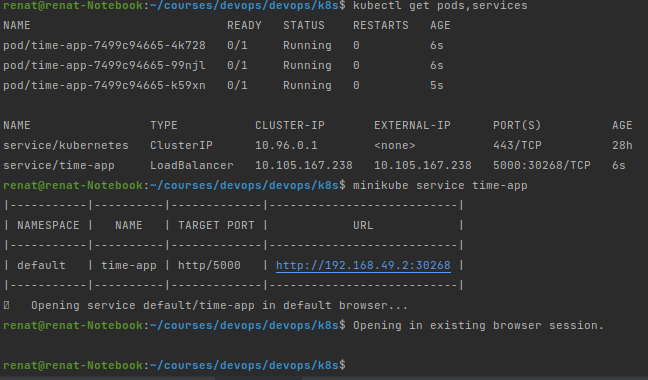 renat@renat-Notebook:~/courses/devops/devops/k8s$ kubectl get pods,services
NAME                            READY   STATUS    RESTARTS   AGE
pod/time-app-7499c94665-4k728   0/1     Running   0          6s
pod/time-app-7499c94665-99njl   0/1     Running   0          6s
pod/time-app-7499c94665-k59xn   0/1     Running   0          5s

NAME                 TYPE           CLUSTER-IP       EXTERNAL-IP      PORT(S)          AGE
service/kubernetes   ClusterIP      10.96.0.1        <none>           443/TCP          28h
service/time-app     LoadBalancer   10.105.167.238   10.105.167.238   5000:30268/TCP   6s
renat@renat-Notebook:~/courses/devops/devops/k8s$ minikube service time-app
|-----------|----------|-------------|---------------------------|
| NAMESPACE |   NAME   | TARGET PORT |            URL            |
|-----------|----------|-------------|---------------------------|
| default   | time-app | http/5000   | http://192.168.49.2:30268 |
|-----------|----------|-------------|---------------------------|
Opening service default/time-app in default browser...
renat@renat-Notebook:~/courses/devops/devops/k8s$ Opening in existing browser session.

renat@renat-Notebook:~/courses/devops/devops/k8s$